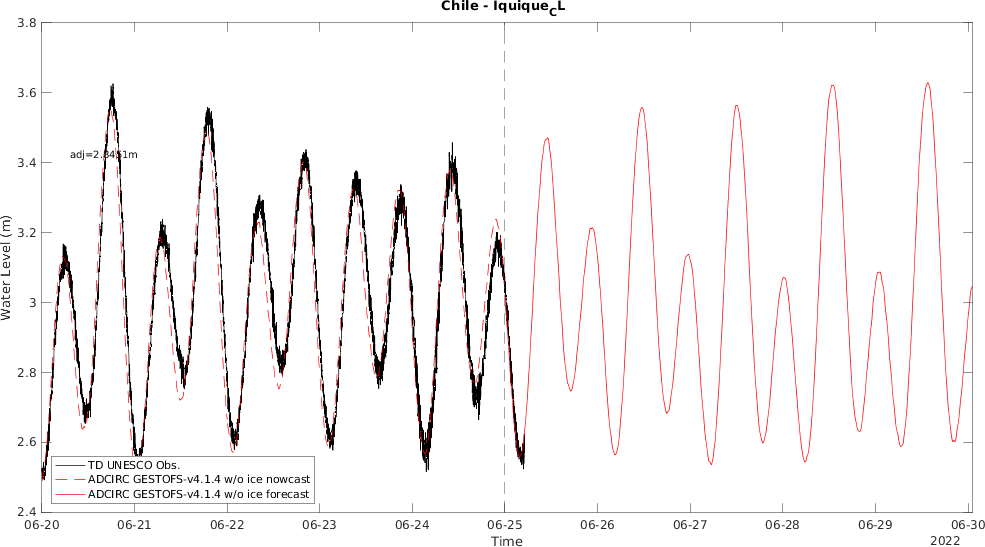 Chile - Iquique_CL
3.8
3.6
3.4
3.2
3
2.8
2.6
2.4
Water Level (m)
TD UNESCO Obs.
ADCIRC GESTOFS-v4.1.4 w/o ice nowcast
ADCIRC GESTOFS-v4.1.4 w/o ice forecast
06-20 06-21 06-22 06-23 06-24 06-25 06-26 06-27 06-28 06-29 06-30
Time
2022